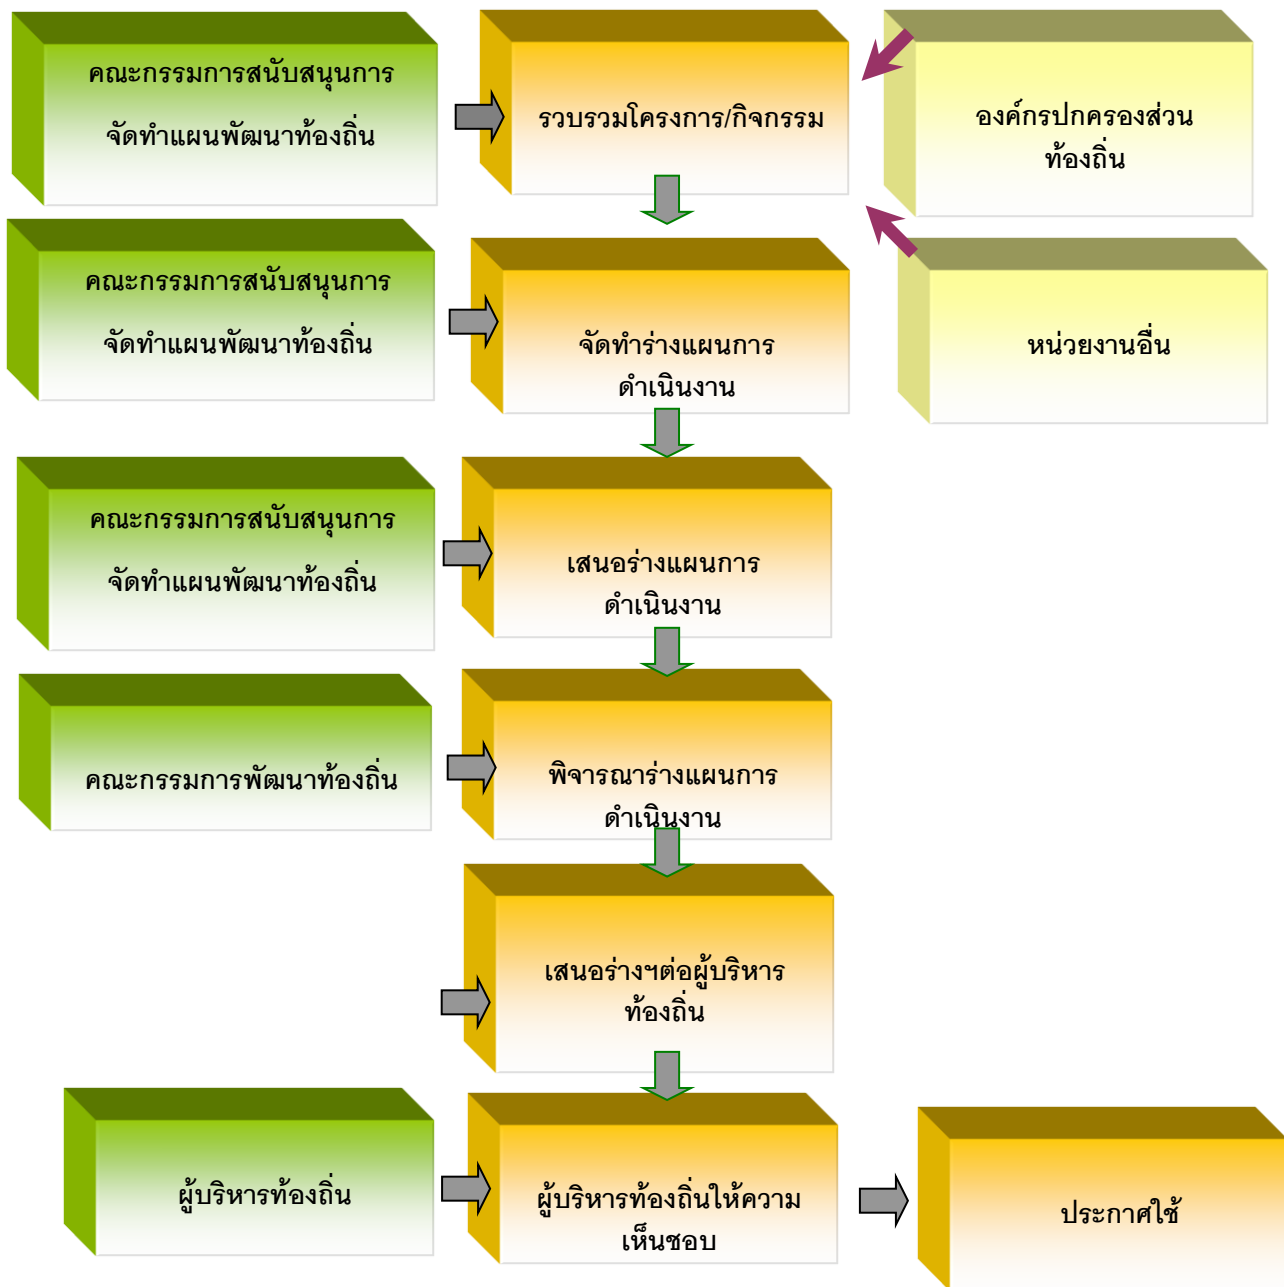 คณะกรรมการสนับสนุนการ
จัดทำแผนพัฒนาท้องถิ่น
รวบรวมโครงการ/กิจกรรม
องค์กรปกครองส่วน
ท้องถิ่น
คณะกรรมการสนับสนุนการ
จัดทำแผนพัฒนาท้องถิ่น
จัดทำร่างแผนการ
ดำเนินงาน
หน่วยงานอื่น
คณะกรรมการสนับสนุนการ
จัดทำแผนพัฒนาท้องถิ่น
เสนอร่างแผนการ
ดำเนินงาน
คณะกรรมการพัฒนาท้องถิ่น
พิจารณาร่างแผนการ
ดำเนินงาน
เสนอร่างฯต่อผู้บริหาร
ท้องถิ่น
ผู้บริหารท้องถิ่น
ผู้บริหารท้องถิ่นให้ความ
เห็นชอบ
ประกาศใช้